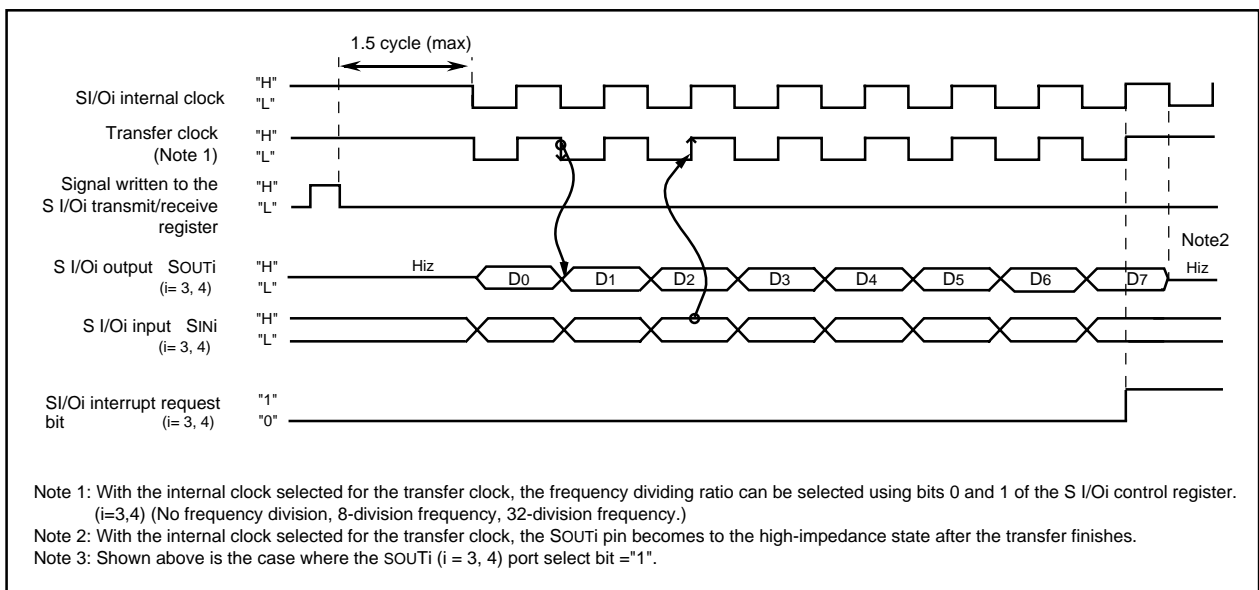 1.5 cycle (max)
SI/Oi internal clock
"H"
"L"
Transfer clock
(Note 1)
"H"
"L"
Signal written to the
S I/Oi transmit/receive
register
"H"
"L"
S I/Oi output SOUTi
(i= 3, 4)
"H"
"L"
Hiz
D0
D1
D2
D3
D4
D5
D6
D7
Note2
Hiz
S I/Oi input SINi
(i= 3, 4)
"H"
"L"
SI/Oi interrupt request
bit (i= 3, 4)
"1"
"0"
Note 1: With the internal clock selected for the transfer clock, the frequency dividing ratio can be selected using bits 0 and 1 of the S I/Oi control register.
(i=3,4) (No frequency division, 8-division frequency, 32-division frequency.)
Note 2: With the internal clock selected for the transfer clock, the SOUTi pin becomes to the high-impedance state after the transfer finishes.
Note 3: Shown above is the case where the SOUTi (i = 3, 4) port select bit ="1".